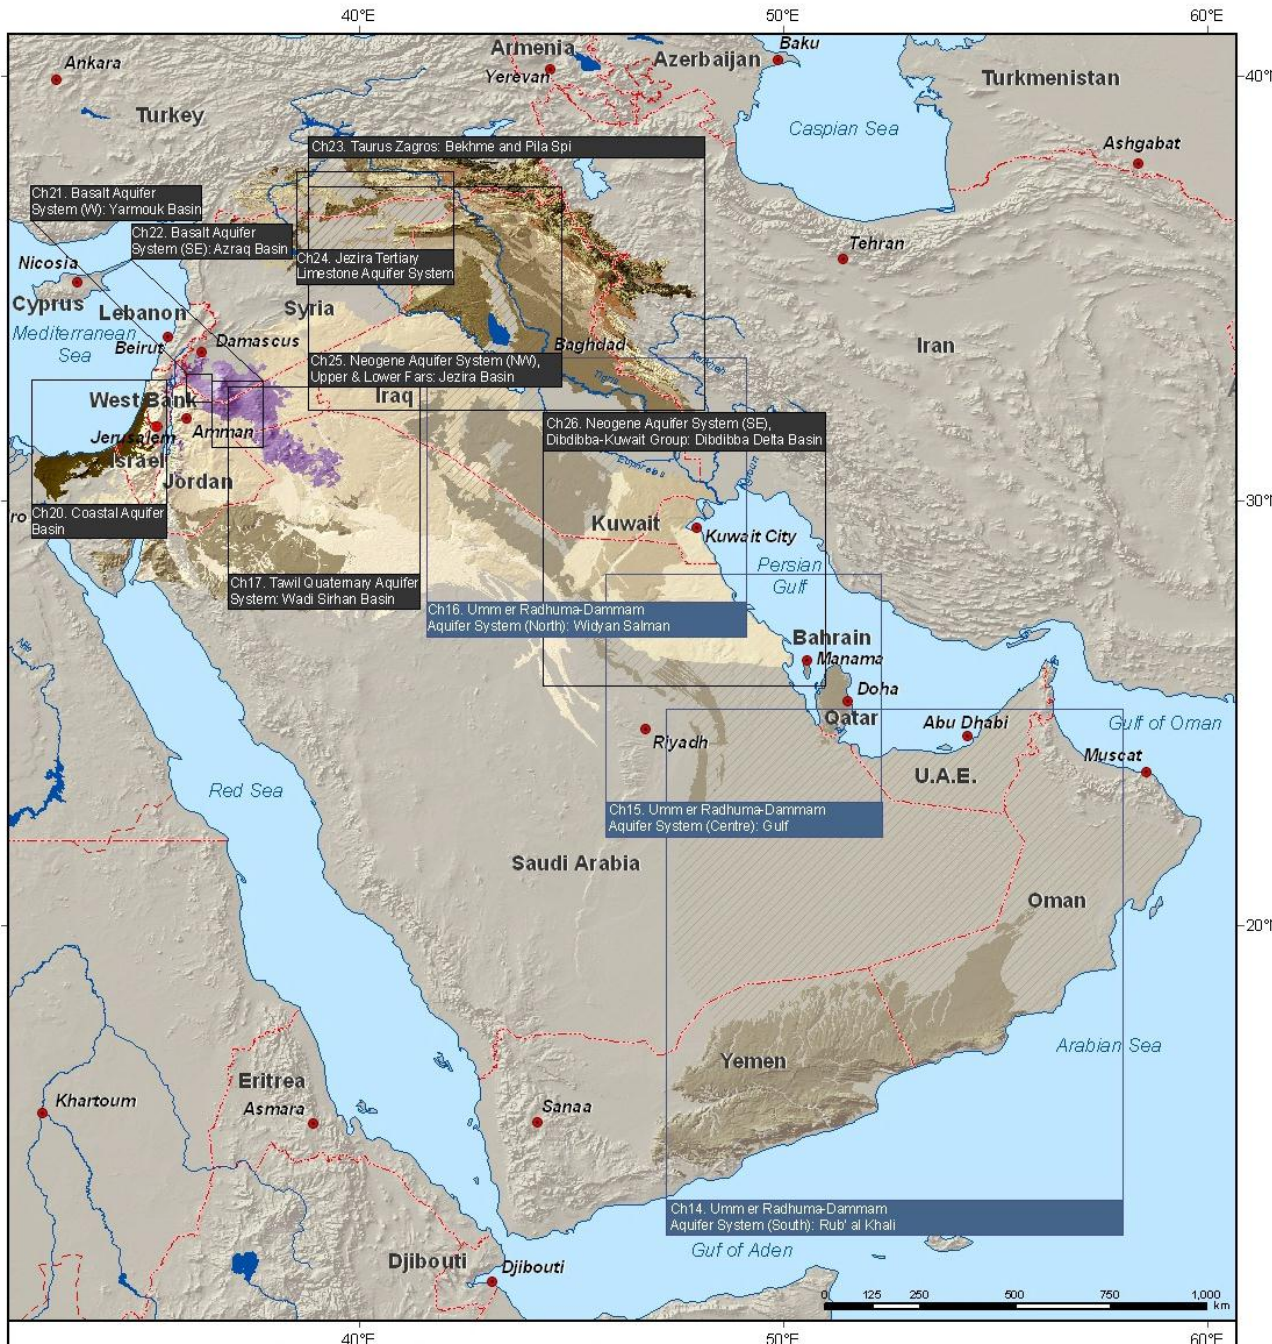 40°E 50°E 60°E
Ankara
Armenia
Yerevan
Azerbaijan
Baku
Turkmenistan
40°N
Turkey
Caspian Sea
Ashgabat
Ch23. Taurus Zagros: Bekhme and Pila Spi
Ch21. Basalt Aquifer
System (W): Yarmouk Basin
Ch22. Basalt Aquifer
System (SE): Azraq Basin
Tehran
Nicosia
Cyprus
Ch24. Jezira Tertiary
Limestone Aquifer System
Syria
Lebanon
Mediterranean
Sea
Beirut
Damascus
Baghdad
Iran
Kerkheh
Ch25. Neogene Aquifer System (NW),
Upper & Lower Fars: Jezira Basin
Tigris
Iraq
West Bank
Jerusalem
Amman
Israel
Jordan
Ch26. Neogene Aquifer System (SE),
Dibdibba-Kuwait Group: Dibdibba Delta Basin
Euphrates
30°N
Ch20. Coastal Aquifer
Basin
ro
Kuwait
Kuwait City
Persian
Gulf
Ch17. Tawil Quaternary Aquifer
System: Wadi Sirhan Basin
Ch16. Umm er Radhuma-Dammam
Aquifer System (North): Widyan Salman
Bahrain
Manama
Doha
Qatar
Abu Dhabi
Gulf of Oman
Riyadh
Muscat
U.A.E.
Red Sea
Ch15. Umm er Radhuma-Dammam
Aquifer System (Centre): Gulf
Saudi Arabia
Oman
20°N
Yemen
Arabian Sea
Eritrea
Khartoum
Asmara
Sanaa
Ch14. Umm er Radhuma-Dammam
Aquifer System (South): Rub' al Khali
Guf of Aden
Djibouti
Djibouti
0 125 250 500 750 1,000
km
40°E 50°E 60°E